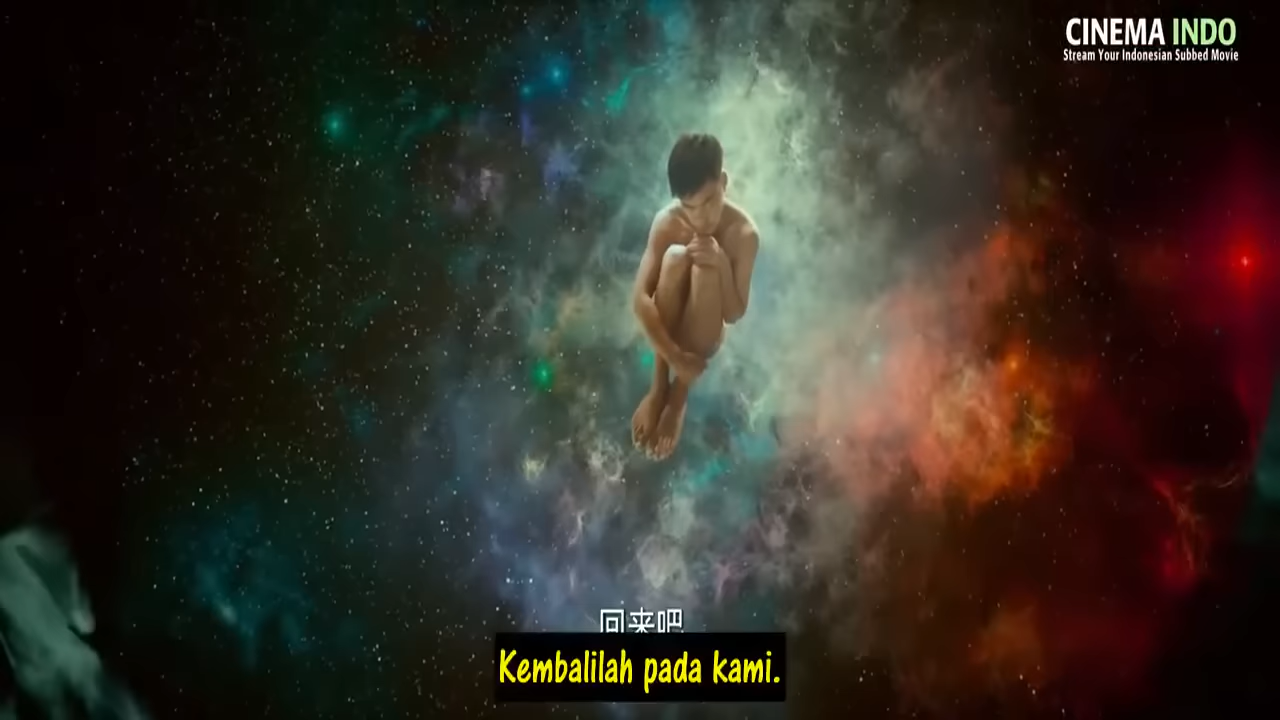 CINEMA INDO
Stream Your Indonesian Subbed Movie
回来吧
Kembalilah pada kami.